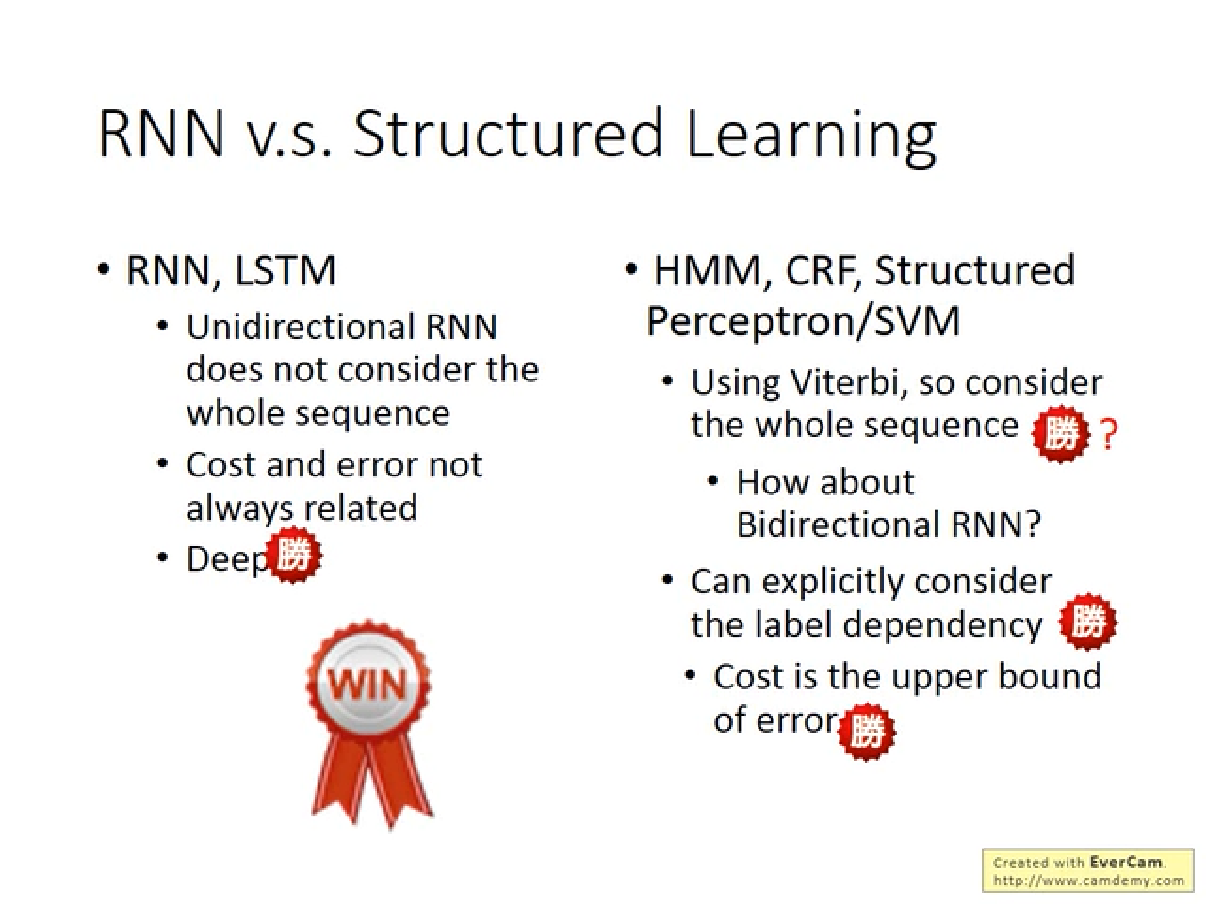 RNN v.s. Structured Learning
• RNN, LSTM
• Unidirectional RNN
does not consider the
whole sequence
• Cost and error not
always related
• Deep 勝
WIN
• HMM, CRF, Structured
Perceptron/SVM
• Using Viterbi, so consider
the whole sequence 勝 ?
• How about
Bidirectional RNN?
• Can explicitly consider
the label dependency 勝
• Cost is the upper bound
of error 勝
Created with EverCam.
http://www.camdemy.com